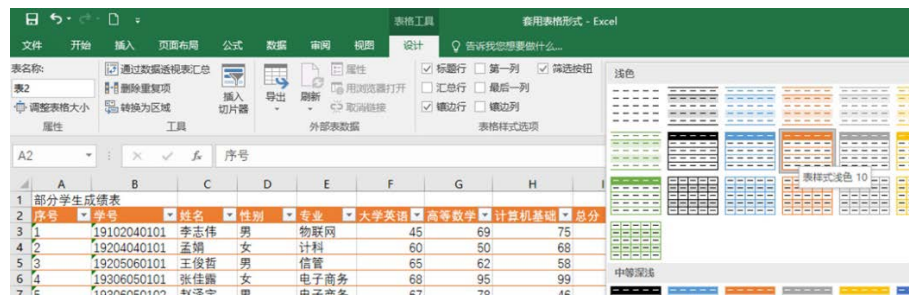 表格工具
套用表格形式 - Excel
文件 开始 插入 页面布局 公式 数据 审阅 视图 设计 告诉我您想要做什么...
表名称:
表2
调整表格大小
属性
通过数据透视表汇总
删除重复项
转换为区域
插入
切片器
工具
导出 刷新
属性
用浏览器打开
取消链接
外部表数据
标题行 第一列 筛选按钮
汇总行 最后一列
镶边行 镶边列
表格样式选项
浅色
表样式浅色 10
中等深浅
A2 fx 序号
A B C D E F G H
1 部分学生成绩表
2 序号 学号 姓名 性别 专业 大学英语 高等数学 计算机基础 总分
3 1 19102040101 李志伟 男 物联网 45 69 75
4 2 19204040101 孟娟 女 计科 60 50 68
5 3 19205060101 王俊哲 男 信管 65 62 58
6 4 19306050101 张佳露 女 电子商务 68 95 99